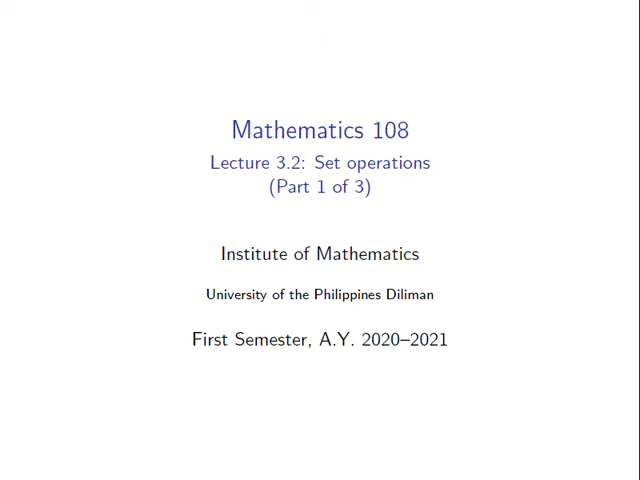 Mathematics 108
Lecture 3.2: Set operations
(Part 1 of 3)
Institute of Mathematics
University of the Philippines Diliman
First Semester, A.Y. 2020–2021